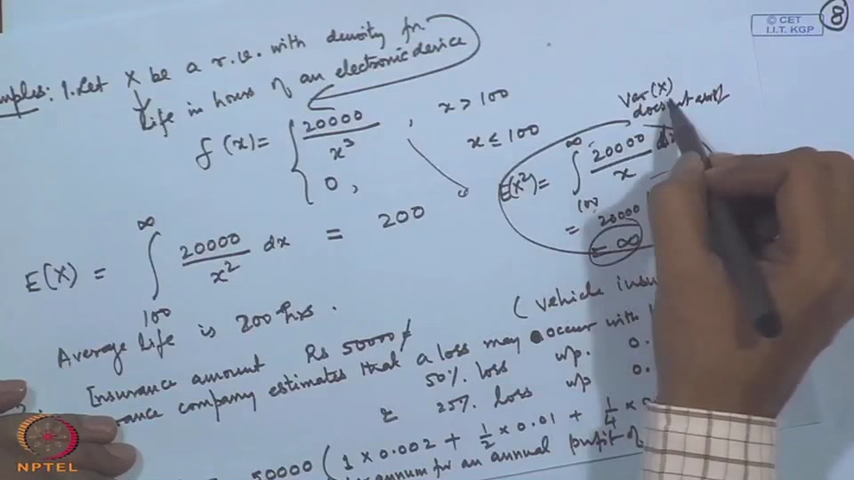 8
© CET
I.I.T. KGP
1. Let X be a r.v. with density fn
Life in hours of an electronic device
f(x) = { 20000/x³ , x > 100
0 , x ≤ 100
E(X) = ∫₁₀₀^∞ 20000/x² dx = 200
Var(X)
does not exist
E(X²) = ∫₁₀₀^∞ 20000/x
= 20000
= ∞
Average life is 200 hrs.
Insurance amount Rs 50000/ (vehicle
company estimates that a loss may occur with
50% loss w/p. 0.
& 25% loss w/p 0.
50000 ( 1 × 0.002 + 1/2 × 0.01 + 1/4 ×
annum for an annual profit of
NPTEL